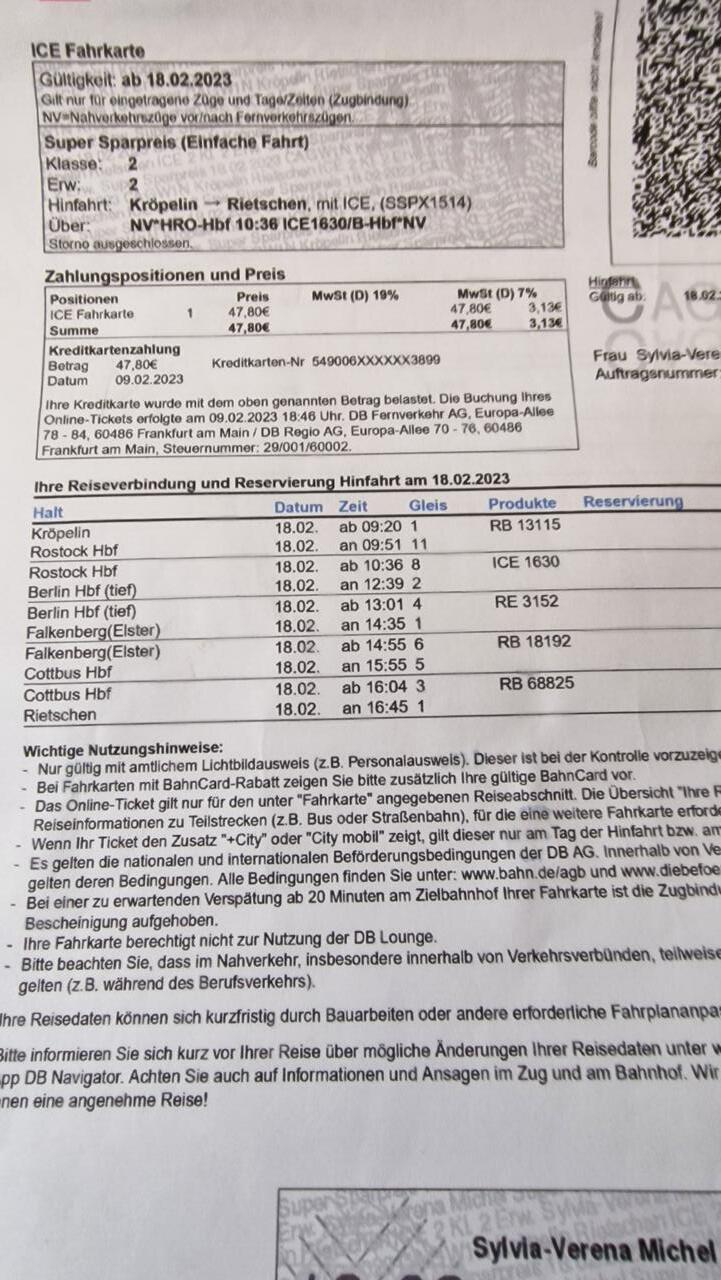 ICE Fahrkarte
Gültigkeit: ab 18.02.2023
Gilt nur für eingetragene Züge und Tage/Zeiten (Zugbindung)
NV=Nahverkehrszüge vor/nach Fernverkehrszügen.
Super Sparpreis (Einfache Fahrt)
Klasse: 2
Erw: 2
Hinfahrt: Kröpelin → Rietschen, mit ICE, (SSPX1514)
Über: NV*HRO-Hbf 10:36 ICE1630/B-Hbf*NV
Storno ausgeschlossen.
Barcode bitte nicht knicken!
Zahlungspositionen und Preis
Positionen Preis MwSt (D) 19% MwSt (D) 7%
ICE Fahrkarte 1 47,80€ 47,80€ 3,13€
Summe 47,80€ 47,80€ 3,13€
Kreditkartenzahlung
Betrag 47,80€ Kreditkarten-Nr 549006XXXXXX3899
Datum 09.02.2023
Ihre Kreditkarte wurde mit dem oben genannten Betrag belastet. Die Buchung Ihres
Online-Tickets erfolgte am 09.02.2023 18:46 Uhr. DB Fernverkehr AG, Europa-Allee
78 - 84, 60486 Frankfurt am Main / DB Regio AG, Europa-Allee 70 - 76, 60486
Frankfurt am Main, Steuernummer: 29/001/60002.
Hinfahrt
Gültig ab: 18.02.
Frau Sylvia-Vere
Auftragsnummer
Ihre Reiseverbindung und Reservierung Hinfahrt am 18.02.2023
Halt Datum Zeit Gleis Produkte Reservierung
Kröpelin 18.02. ab 09:20 1 RB 13115
Rostock Hbf 18.02. an 09:51 11
Rostock Hbf 18.02. ab 10:36 8 ICE 1630
Berlin Hbf (tief) 18.02. an 12:39 2
Berlin Hbf (tief) 18.02. ab 13:01 4 RE 3152
Falkenberg(Elster) 18.02. an 14:35 1
Falkenberg(Elster) 18.02. ab 14:55 6 RB 18192
Cottbus Hbf 18.02. an 15:55 5
Cottbus Hbf 18.02. ab 16:04 3 RB 68825
Rietschen 18.02. an 16:45 1
Wichtige Nutzungshinweise:
- Nur gültig mit amtlichem Lichtbildausweis (z.B. Personalausweis). Dieser ist bei der Kontrolle vorzuzeige
- Bei Fahrkarten mit BahnCard-Rabatt zeigen Sie bitte zusätzlich Ihre gültige BahnCard vor.
- Das Online-Ticket gilt nur für den unter "Fahrkarte" angegebenen Reiseabschnitt. Die Übersicht "Ihre R
Reiseinformationen zu Teilstrecken (z.B. Bus oder Straßenbahn), für die eine weitere Fahrkarte erforde
- Wenn Ihr Ticket den Zusatz "+City" oder "City mobil" zeigt, gilt dieser nur am Tag der Hinfahrt bzw. am
- Es gelten die nationalen und internationalen Beförderungsbedingungen der DB AG. Innerhalb von Ve
gelten deren Bedingungen. Alle Bedingungen finden Sie unter: www.bahn.de/agb und www.diebefoe
- Bei einer zu erwartenden Verspätung ab 20 Minuten am Zielbahnhof Ihrer Fahrkarte ist die Zugbindu
Bescheinigung aufgehoben.
- Ihre Fahrkarte berechtigt nicht zur Nutzung der DB Lounge.
- Bitte beachten Sie, dass im Nahverkehr, insbesondere innerhalb von Verkehrsverbünden, teilweise
gelten (z.B. während des Berufsverkehrs).
Ihre Reisedaten können sich kurzfristig durch Bauarbeiten oder andere erforderliche Fahrplananpa
Bitte informieren Sie sich kurz vor Ihrer Reise über mögliche Änderungen Ihrer Reisedaten unter w
pp DB Navigator. Achten Sie auch auf Informationen und Ansagen im Zug und am Bahnhof. Wir
nen eine angenehme Reise!
Sylvia-Verena Michel